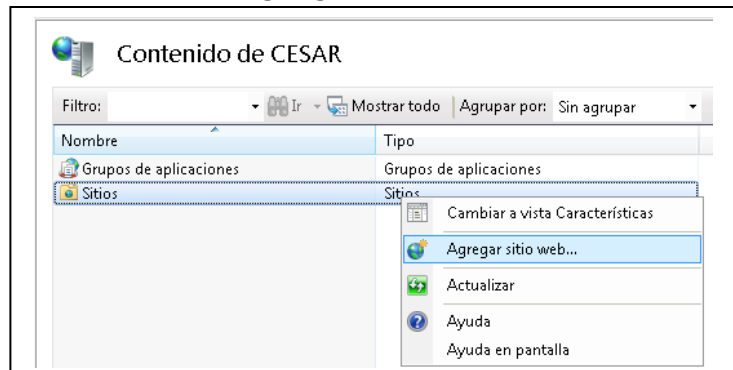 Contenido de CESAR
Filtro: Ir Mostrar todo Agrupar por: Sin agrupar
Nombre Tipo
Grupos de aplicaciones Grupos de aplicaciones
Sitios Sitios
Cambiar a vista Características
Agregar sitio web...
Actualizar
Ayuda
Ayuda en pantalla